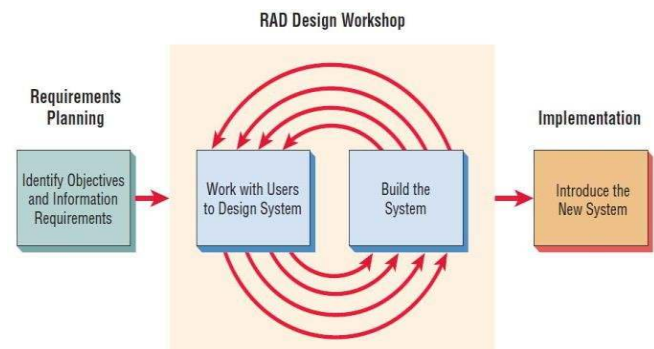 RAD Design Workshop
Requirements
Planning
Identify Objectives
and Information
Requirements
Work with Users
to Design System
Build the
System
Implementation
Introduce the
New System